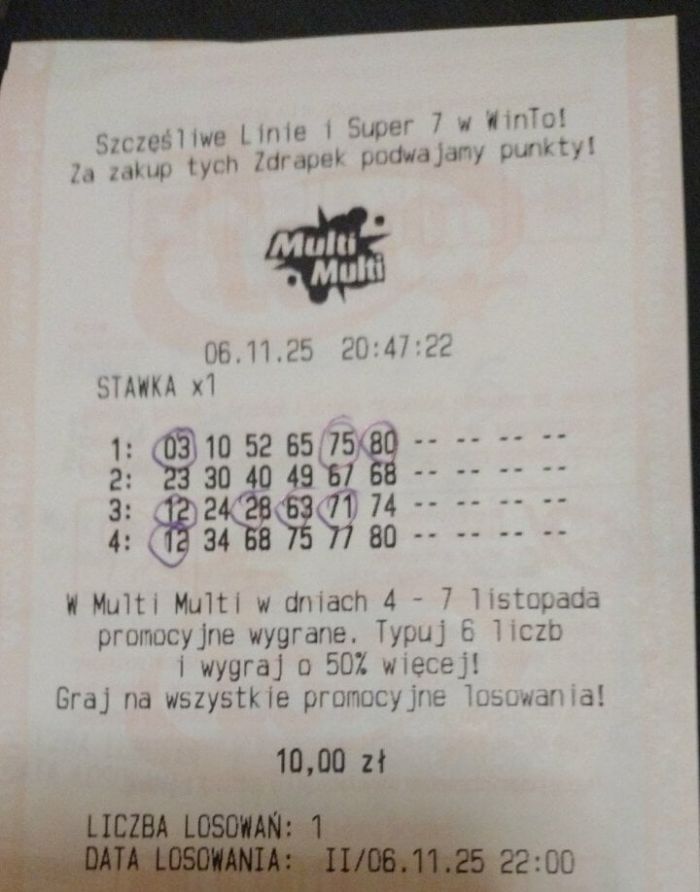 Szczęśliwe Linie i Super 7 w WinTo!
Za zakup tych Zdrapek podwajamy punkty!
Multi
Multi
06.11.25 20:47:22
STAWKA x1
1: 03 10 52 65 75 80 -- -- -- --
2: 23 30 40 49 67 68
3: 12 24 28 63 71 74 -- -- -- --
4: 12 34 68 75 77 80 -- -- -- --
W Multi Multi w dniach 4 - 7 listopada
promocyjne wygrane. Typuj 6 liczb
i wygraj o 50% więcej!
Graj na wszystkie promocyjne losowania!
10,00 zł
LICZBA LOSOWAŃ: 1
DATA LOSOWANIA: II/06.11.25 22:00